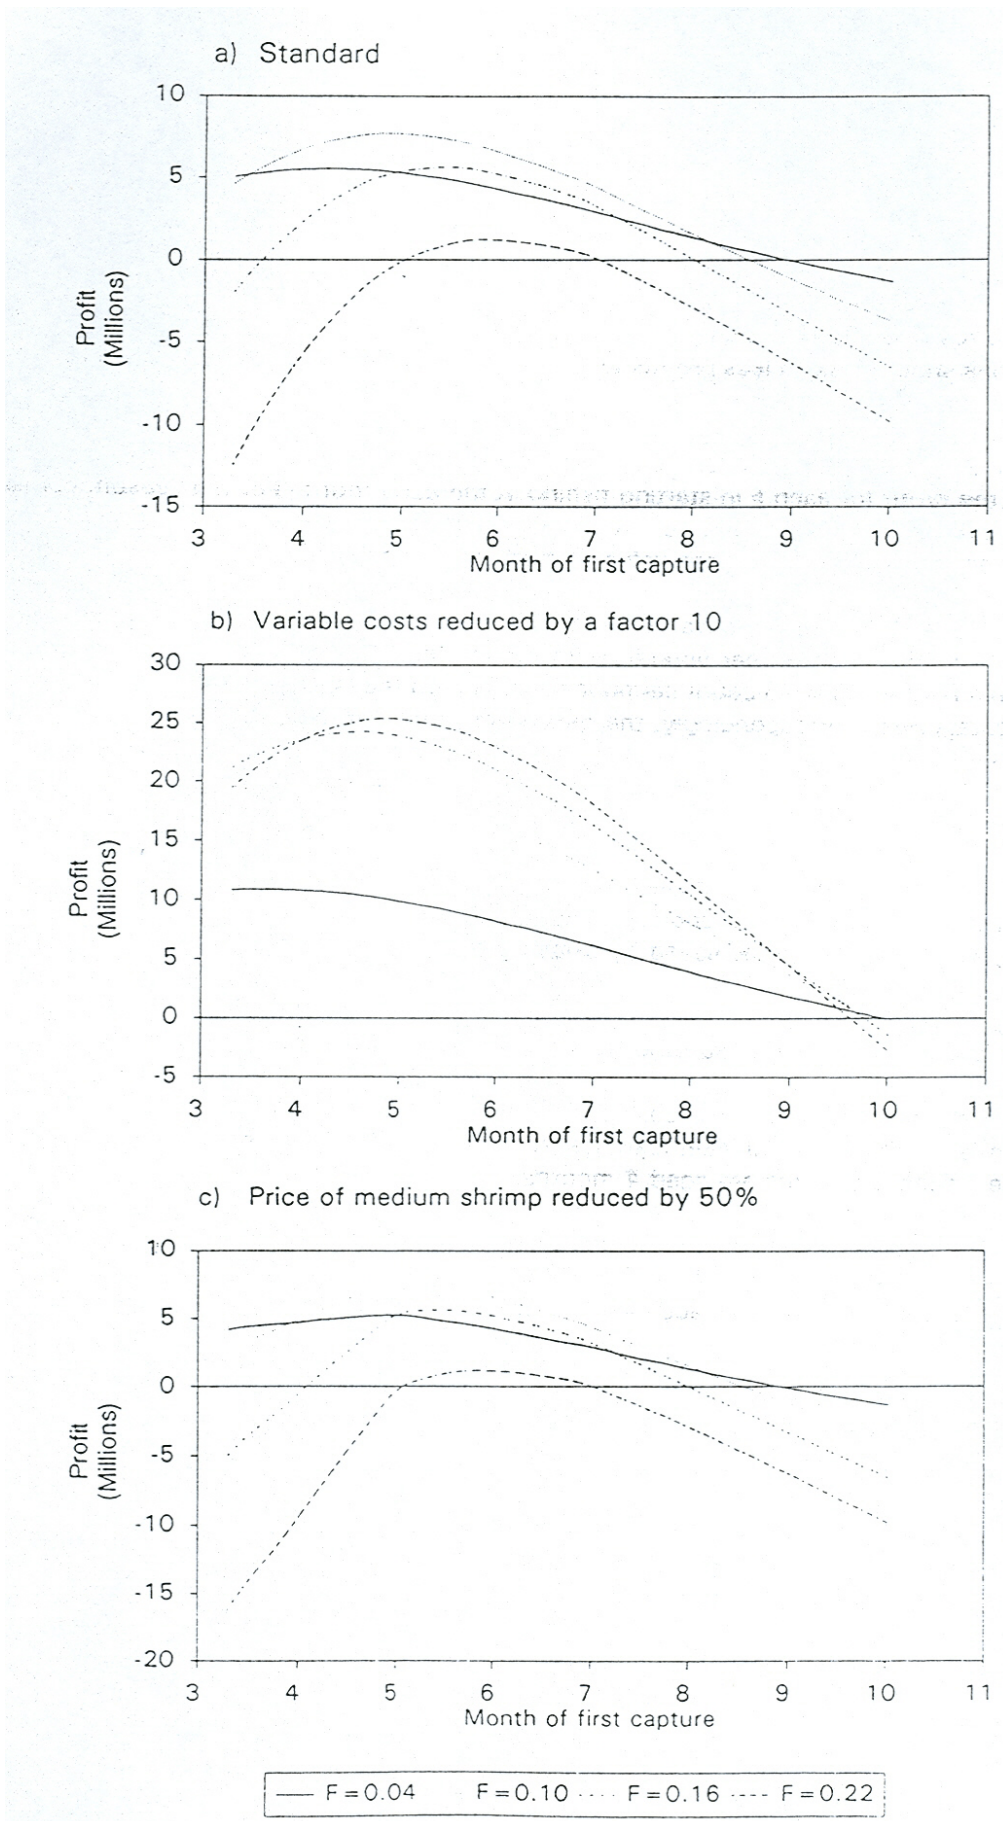 a) Standard
10
5
0
-5
-10
-15
Profit
(Millions)
3 4 5 6 7 8 9 10 11
Month of first capture
b) Variable costs reduced by a factor 10
30
25
20
15
10
5
0
-5
Profit
(Millions)
3 4 5 6 7 8 9 10 11
Month of first capture
c) Price of medium shrimp reduced by 50%
10
5
0
-5
-10
-15
-20
Profit
(Millions)
3 4 5 6 7 8 9 10 11
Month of first capture
F=0.04 F=0.10 F=0.16 F=0.22